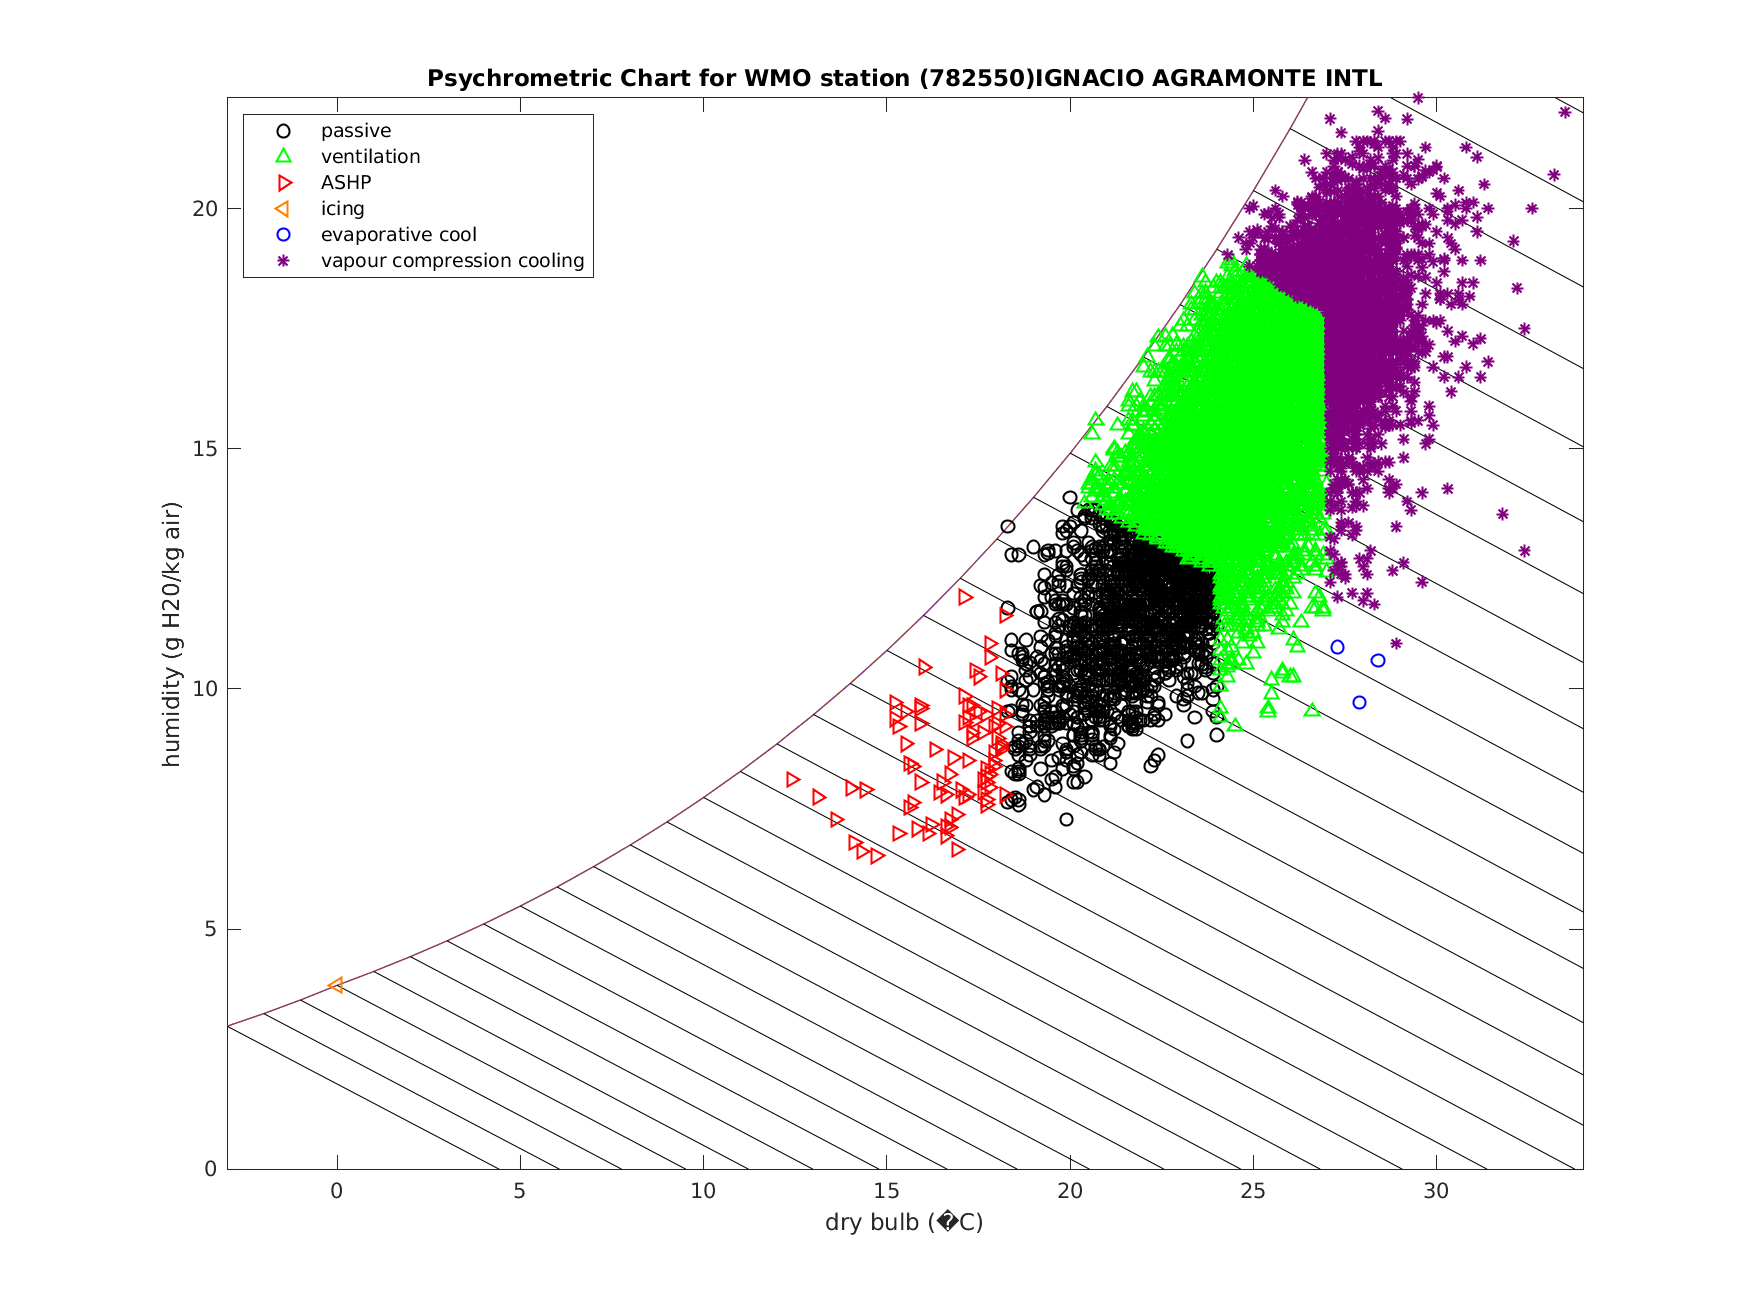 Psychrometric Chart for WMO station (782550)IGNACIO AGRAMONTE INTL
passive
ventilation
ASHP
icing
evaporative cool
vapour compression cooling
20
15
10
5
0
humidity (g H20/kg air)
0 5 10 15 20 25 30
dry bulb (�C)